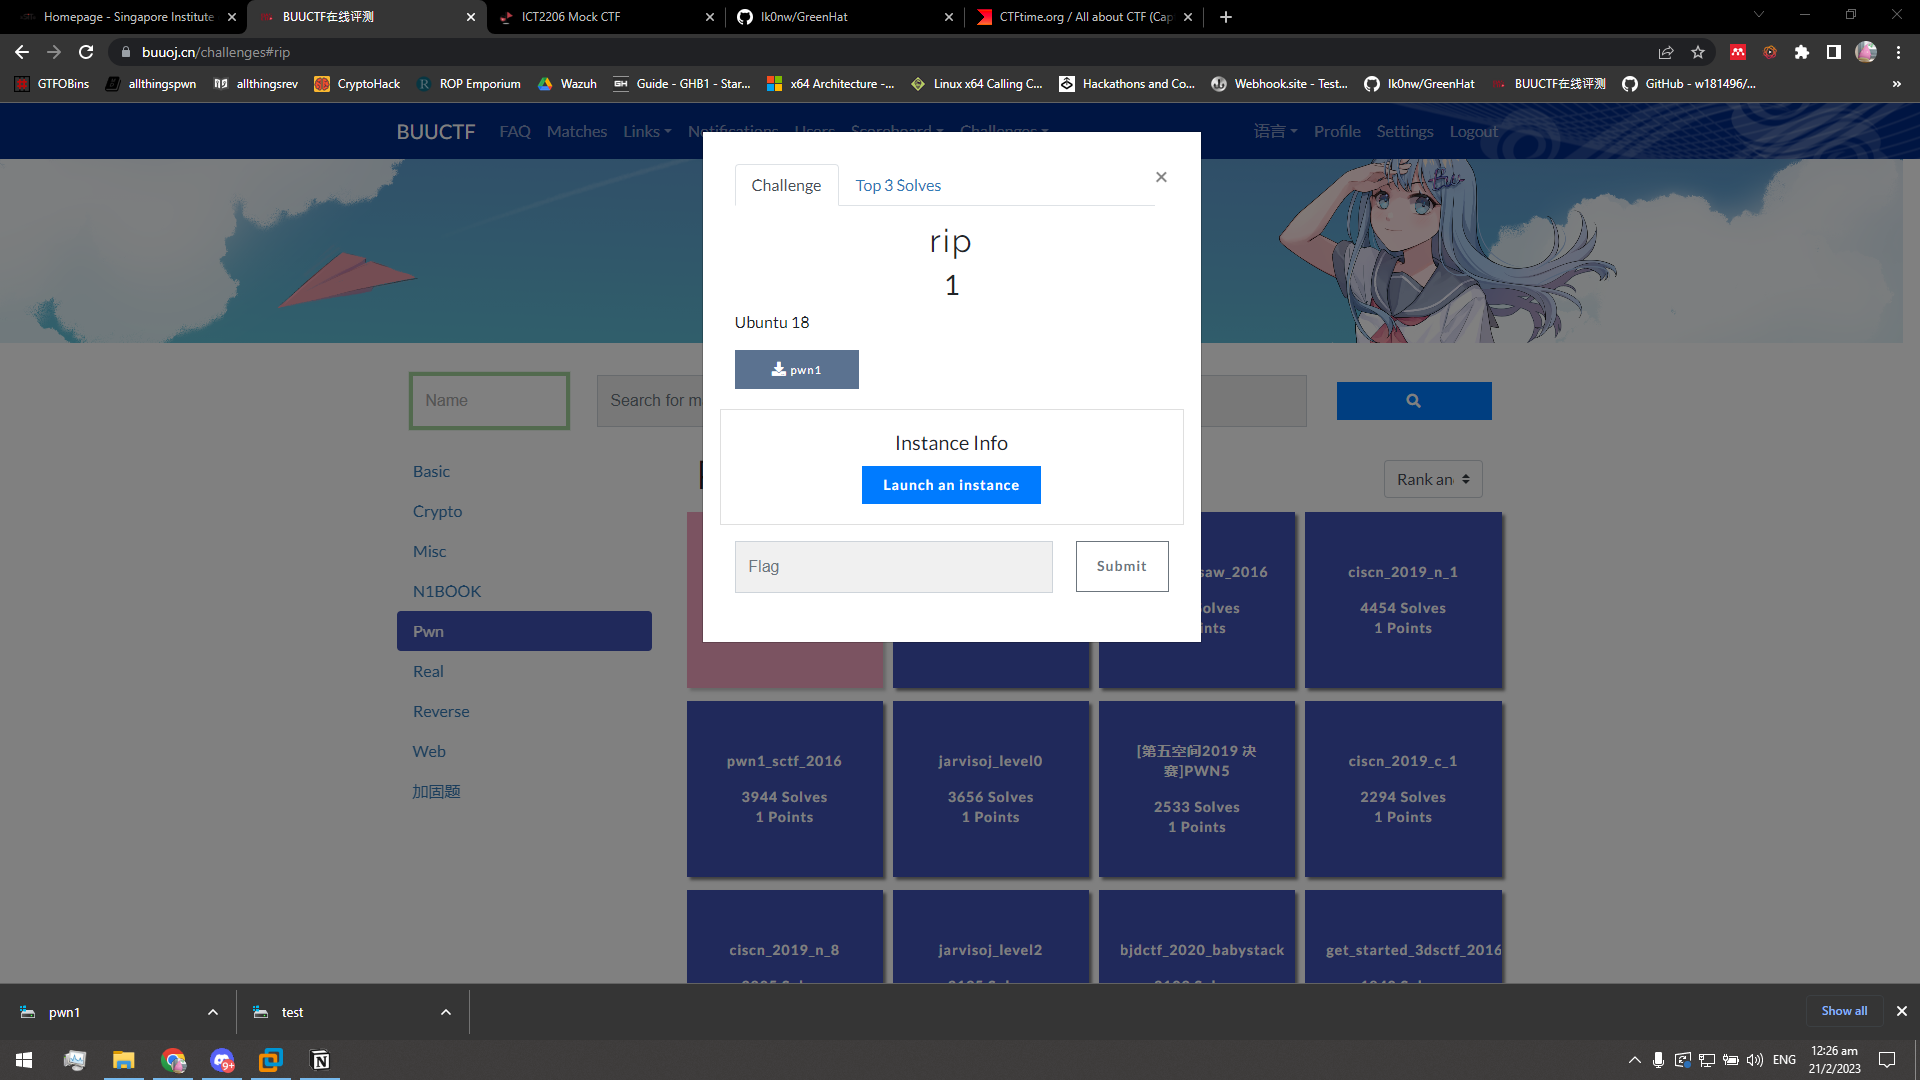 Homepage - Singapore Institute
BUUCTF在线评测
ICT2206 Mock CTF
lk0nw/GreenHat
CTFtime.org / All about CTF (Cap
buuoj.cn/challenges#rip
GTFOBins
allthingspwn
allthingsrev
CryptoHack
ROP Emporium
Wazuh
Guide - GHB1 - Star...
x64 Architecture -...
Linux x64 Calling C...
Hackathons and Co...
Webhook.site - Test...
lk0nw/GreenHat
BUUCTF在线评测
GitHub - w181496/...
»
BUUCTF
FAQ
Matches
Links
Notifications
Users
Scoreboard
Challenges
语言
Profile
Settings
Logout
Challenge
Top 3 Solves
×
rip
1
Ubuntu 18
pwn1
Instance Info
Launch an instance
Flag
Submit
Name
Search for m
Rank an
Basic
Crypto
Misc
N1BOOK
Pwn
Real
Reverse
Web
加固题
saw_2016
olves
ints
ciscn_2019_n_1
4454 Solves
1 Points
pwn1_sctf_2016
3944 Solves
1 Points
jarvisoj_level0
3656 Solves
1 Points
[第五空间2019 决
赛]PWN5
2533 Solves
1 Points
ciscn_2019_c_1
2294 Solves
1 Points
ciscn_2019_n_8
jarvisoj_level2
bjdctf_2020_babystack
get_started_3dsctf_2016
pwn1
test
Show all
9+
ENG
12:26 am
21/2/2023